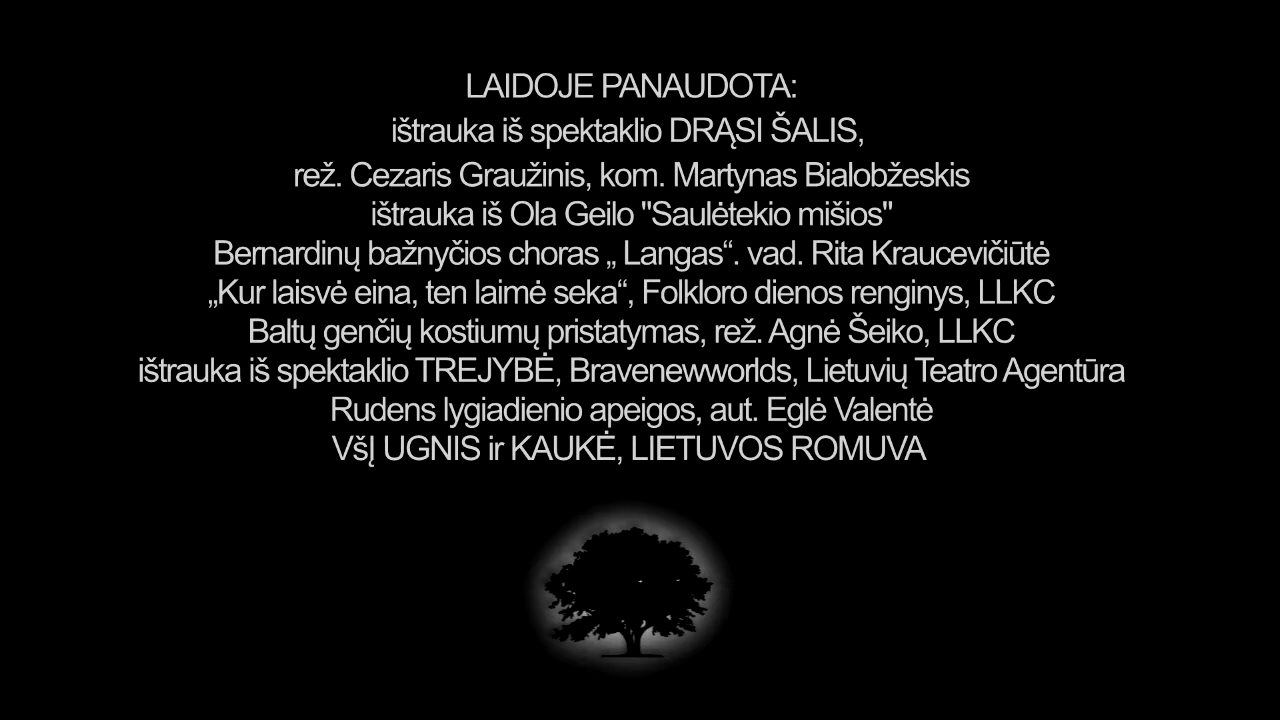 LAIDOJE PANAUDOTA:
ištrauka iš spektaklio DRĄSI ŠALIS,
rež. Cezaris Graužinis, kom. Martynas Bialobžeskis
ištrauka iš Ola Geilo "Saulėtekio mišios"
Bernardinų bažnyčios choras „ Langas“. vad. Rita Kraucevičiūtė
„Kur laisvė eina, ten laimė seka“, Folkloro dienos renginys, LLKC
Baltų genčių kostiumų pristatymas, rež. Agnė Šeiko, LLKC
ištrauka iš spektaklio TREJYBĖ, Bravenewworlds, Lietuvių Teatro Agentūra
Rudens lygiadienio apeigos, aut. Eglė Valentė
VšĮ UGNIS ir KAUKĖ, LIETUVOS ROMUVA